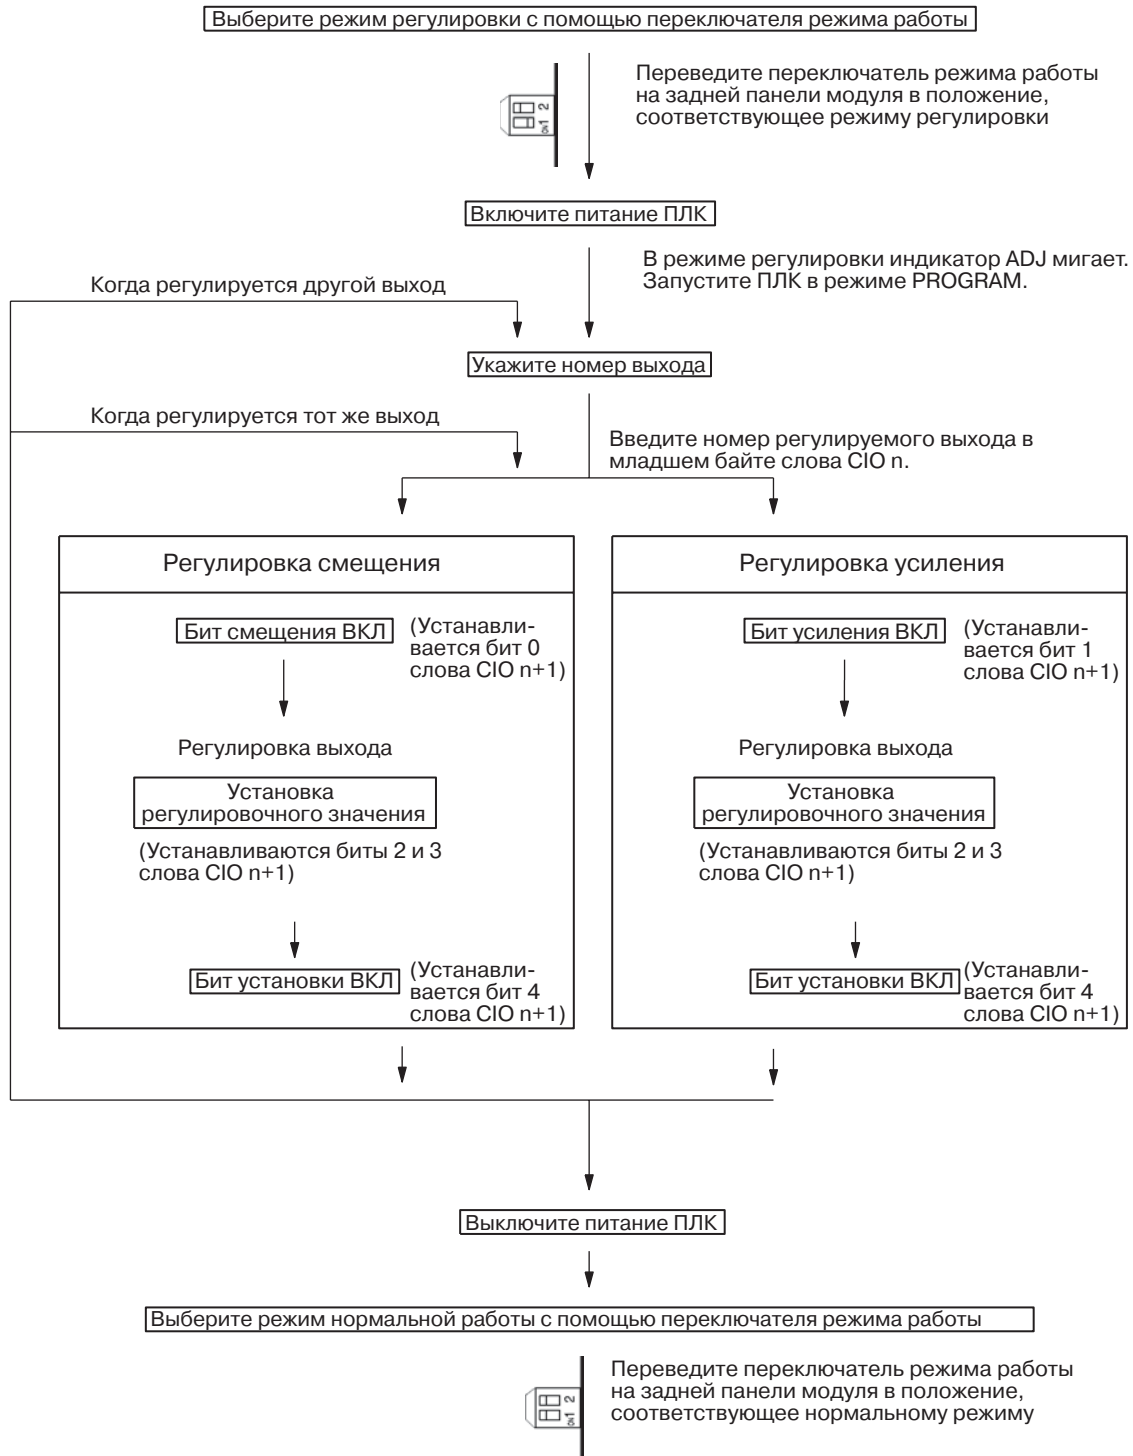 Выберите режим регулировки с помощью переключателя режима работы
Переведите переключатель режима работы
на задней панели модуля в положение,
соответствующее режиму регулировки
ON 1 2
Включите питание ПЛК
В режиме регулировки индикатор ADJ мигает.
Запустите ПЛК в режиме PROGRAM.
Когда регулируется другой выход
Укажите номер выхода
Когда регулируется тот же выход
Введите номер регулируемого выхода в
младшем байте слова CIO n.
Регулировка смещения
Бит смещения ВКЛ
(Устанавли-
вается бит 0
слова CIO n+1)
Регулировка выхода
Установка
регулировочного значения
(Устанавливаются биты 2 и 3
слова CIO n+1)
Бит установки ВКЛ
(Устанавли-
вается бит 4
слова CIO n+1)
Регулировка усиления
Бит усиления ВКЛ
(Устанавли-
вается бит 1
слова CIO n+1)
Регулировка выхода
Установка
регулировочного значения
(Устанавливаются биты 2 и 3
слова CIO n+1)
Бит установки ВКЛ
(Устанавли-
вается бит 4
слова CIO n+1)
Выключите питание ПЛК
Выберите режим нормальной работы с помощью переключателя режима работы
Переведите переключатель режима работы
на задней панели модуля в положение,
соответствующее нормальному режиму
ON 1 2